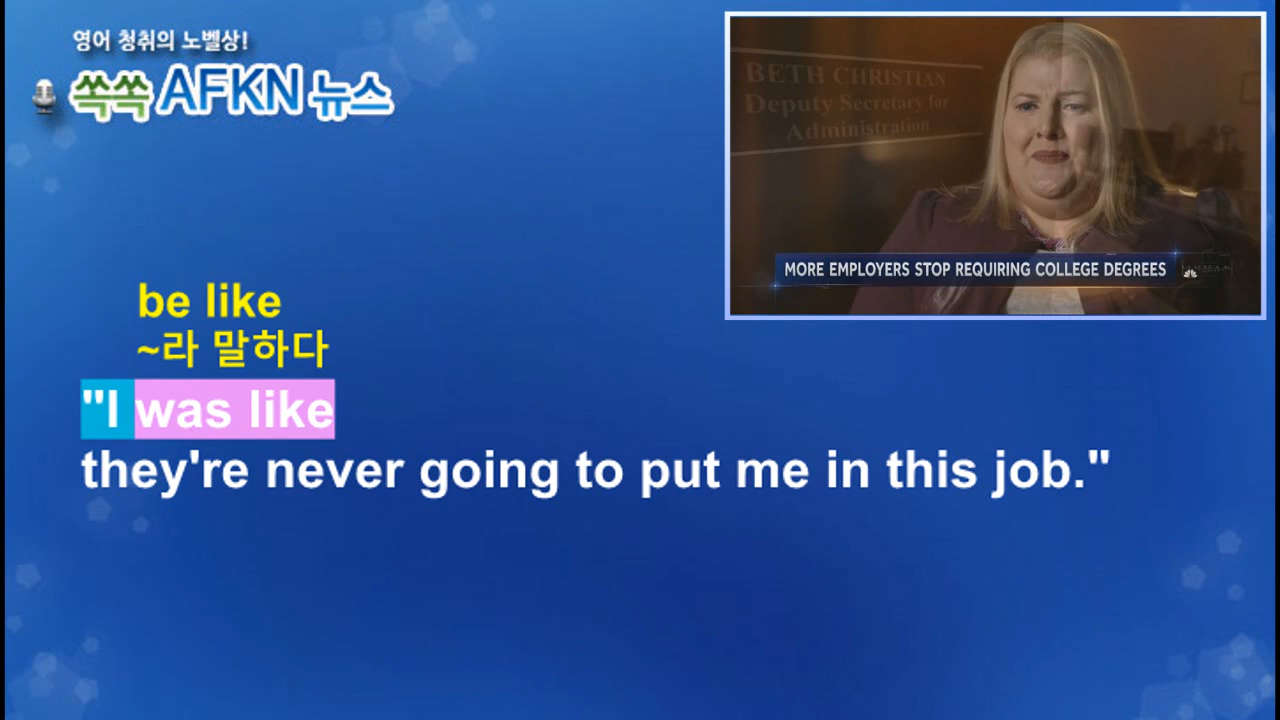 영어 청취의 노벨상!
쏙쏙 AFKN 뉴스
BETH CHRISTIAN
Deputy Secretary for
Administration
MORE EMPLOYERS STOP REQUIRING COLLEGE DEGREES
be like
~라 말하다
"I was like
they're never going to put me in this job."